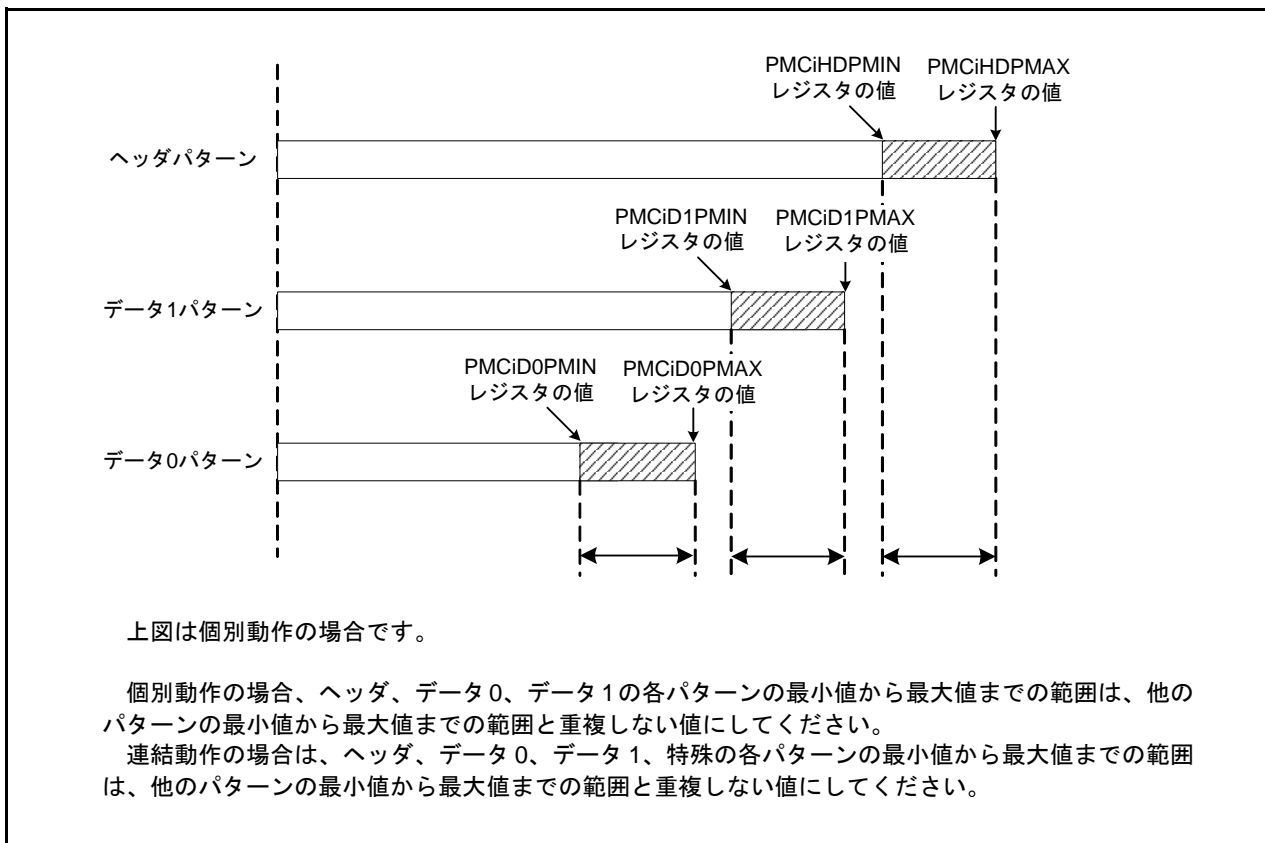 PMCiHDPMIN
レジスタの値
PMCiHDPMAX
レジスタの値
ヘッダパターン
PMCiD1PMIN
レジスタの値
PMCiD1PMAX
レジスタの値
データ1パターン
PMCiD0PMIN
レジスタの値
PMCiD0PMAX
レジスタの値
データ0パターン
上図は個別動作の場合です。
個別動作の場合、ヘッダ、データ0、データ1の各パターンの最小値から最大値までの範囲は、他の
パターンの最小値から最大値までの範囲と重複しない値にしてください。
連結動作の場合は、ヘッダ、データ0、データ1、特殊の各パターンの最小値から最大値までの範囲
は、他のパターンの最小値から最大値までの範囲と重複しない値にしてください。